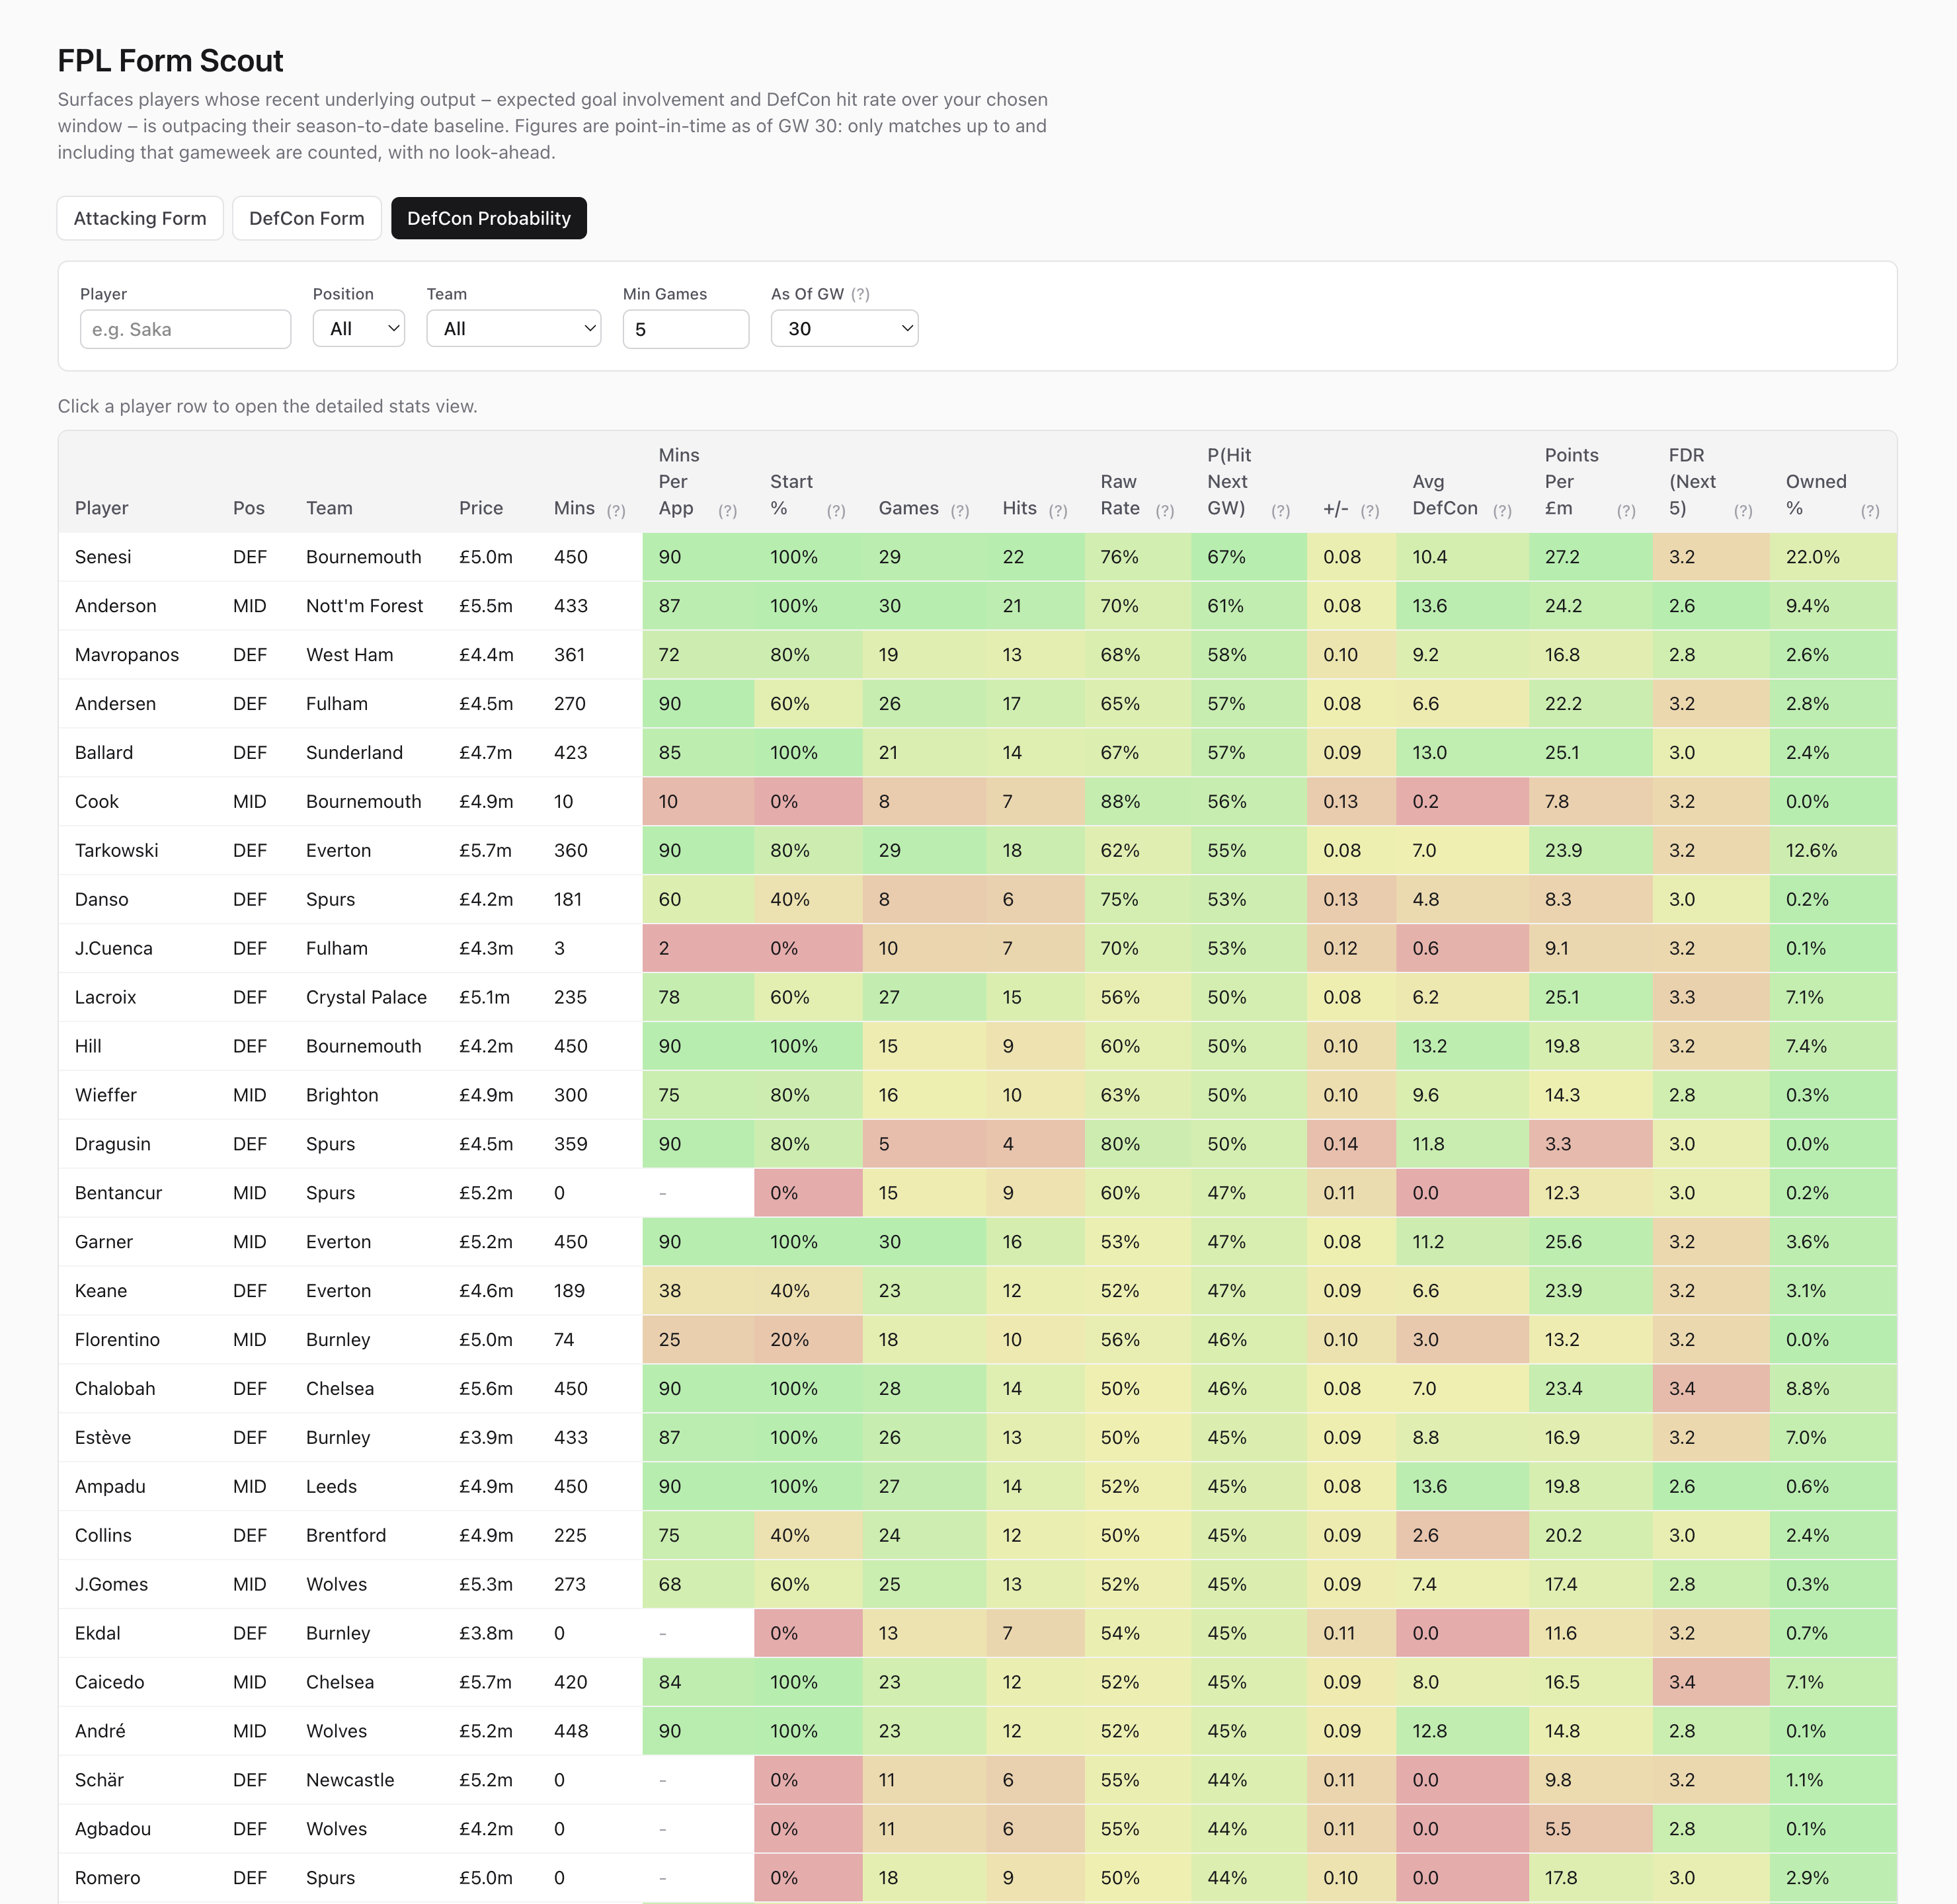 FPL Form Scout
Surfaces players whose recent underlying output – expected goal involvement and DefCon hit rate over your chosen
window – is outpacing their season-to-date baseline. Figures are point-in-time as of GW 30: only matches up to and
including that gameweek are counted, with no look-ahead.
Attacking Form DefCon Form DefCon Probability
Player Position Team Min Games As Of GW (?)
e.g. Saka All All 5 30
Click a player row to open the detailed stats view.
Player Pos Team Price Mins (?) Mins Per App (?) Start % (?) Games (?) Hits (?) Raw Rate (?) P(Hit Next GW) (?) +/- (?) Avg DefCon (?) Points Per £m (?) FDR (Next 5) (?) Owned % (?)
Senesi DEF Bournemouth £5.0m 450 90 100% 29 22 76% 67% 0.08 10.4 27.2 3.2 22.0%
Anderson MID Nott'm Forest £5.5m 433 87 100% 30 21 70% 61% 0.08 13.6 24.2 2.6 9.4%
Mavropanos DEF West Ham £4.4m 361 72 80% 19 13 68% 58% 0.10 9.2 16.8 2.8 2.6%
Andersen DEF Fulham £4.5m 270 90 60% 26 17 65% 57% 0.08 6.6 22.2 3.2 2.8%
Ballard DEF Sunderland £4.7m 423 85 100% 21 14 67% 57% 0.09 13.0 25.1 3.0 2.4%
Cook MID Bournemouth £4.9m 10 10 0% 8 7 88% 56% 0.13 0.2 7.8 3.2 0.0%
Tarkowski DEF Everton £5.7m 360 90 80% 29 18 62% 55% 0.08 7.0 23.9 3.2 12.6%
Danso DEF Spurs £4.2m 181 60 40% 8 6 75% 53% 0.13 4.8 8.3 3.0 0.2%
J.Cuenca DEF Fulham £4.3m 3 2 0% 10 7 70% 53% 0.12 0.6 9.1 3.2 0.1%
Lacroix DEF Crystal Palace £5.1m 235 78 60% 27 15 56% 50% 0.08 6.2 25.1 3.3 7.1%
Hill DEF Bournemouth £4.2m 450 90 100% 15 9 60% 50% 0.10 13.2 19.8 3.2 7.4%
Wieffer MID Brighton £4.9m 300 75 80% 16 10 63% 50% 0.10 9.6 14.3 2.8 0.3%
Dragusin DEF Spurs £4.5m 359 90 80% 5 4 80% 50% 0.14 11.8 3.3 3.0 0.0%
Bentancur MID Spurs £5.2m 0 - 0% 15 9 60% 47% 0.11 0.0 12.3 3.0 0.2%
Garner MID Everton £5.2m 450 90 100% 30 16 53% 47% 0.08 11.2 25.6 3.2 3.6%
Keane DEF Everton £4.6m 189 38 40% 23 12 52% 47% 0.09 6.6 23.9 3.2 3.1%
Florentino MID Burnley £5.0m 74 25 20% 18 10 56% 46% 0.10 3.0 13.2 3.2 0.0%
Chalobah DEF Chelsea £5.6m 450 90 100% 28 14 50% 46% 0.08 7.0 23.4 3.4 8.8%
Estève DEF Burnley £3.9m 433 87 100% 26 13 50% 45% 0.09 8.8 16.9 3.2 7.0%
Ampadu MID Leeds £4.9m 450 90 100% 27 14 52% 45% 0.08 13.6 19.8 2.6 0.6%
Collins DEF Brentford £4.9m 225 75 40% 24 12 50% 45% 0.09 2.6 20.2 3.0 2.4%
J.Gomes MID Wolves £5.3m 273 68 60% 25 13 52% 45% 0.09 7.4 17.4 2.8 0.3%
Ekdal DEF Burnley £3.8m 0 - 0% 13 7 54% 45% 0.11 0.0 11.6 3.2 0.7%
Caicedo MID Chelsea £5.7m 420 84 100% 23 12 52% 45% 0.09 8.0 16.5 3.4 7.1%
André MID Wolves £5.2m 448 90 100% 23 12 52% 45% 0.09 12.8 14.8 2.8 0.1%
Schär DEF Newcastle £5.2m 0 - 0% 11 6 55% 44% 0.11 0.0 9.8 3.2 1.1%
Agbadou DEF Wolves £4.2m 0 - 0% 11 6 55% 44% 0.11 0.0 5.5 2.8 0.1%
Romero DEF Spurs £5.0m 0 - 0% 18 9 50% 44% 0.10 0.0 17.8 3.0 2.9%